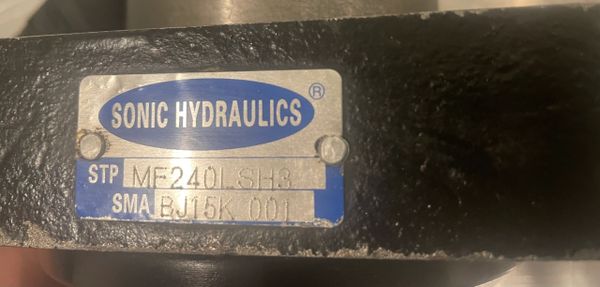 SONIC HYDRAULICS ®
STP MF240LSH3
SMA BJ15K 001